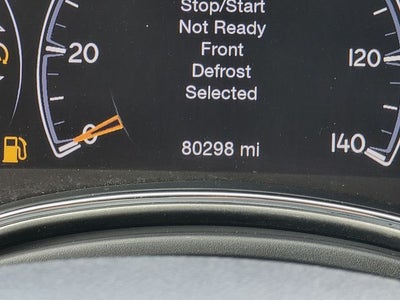 Stop/Start
Not Ready
Front
Defrost
Selected
20
120
0
140
80298 mi